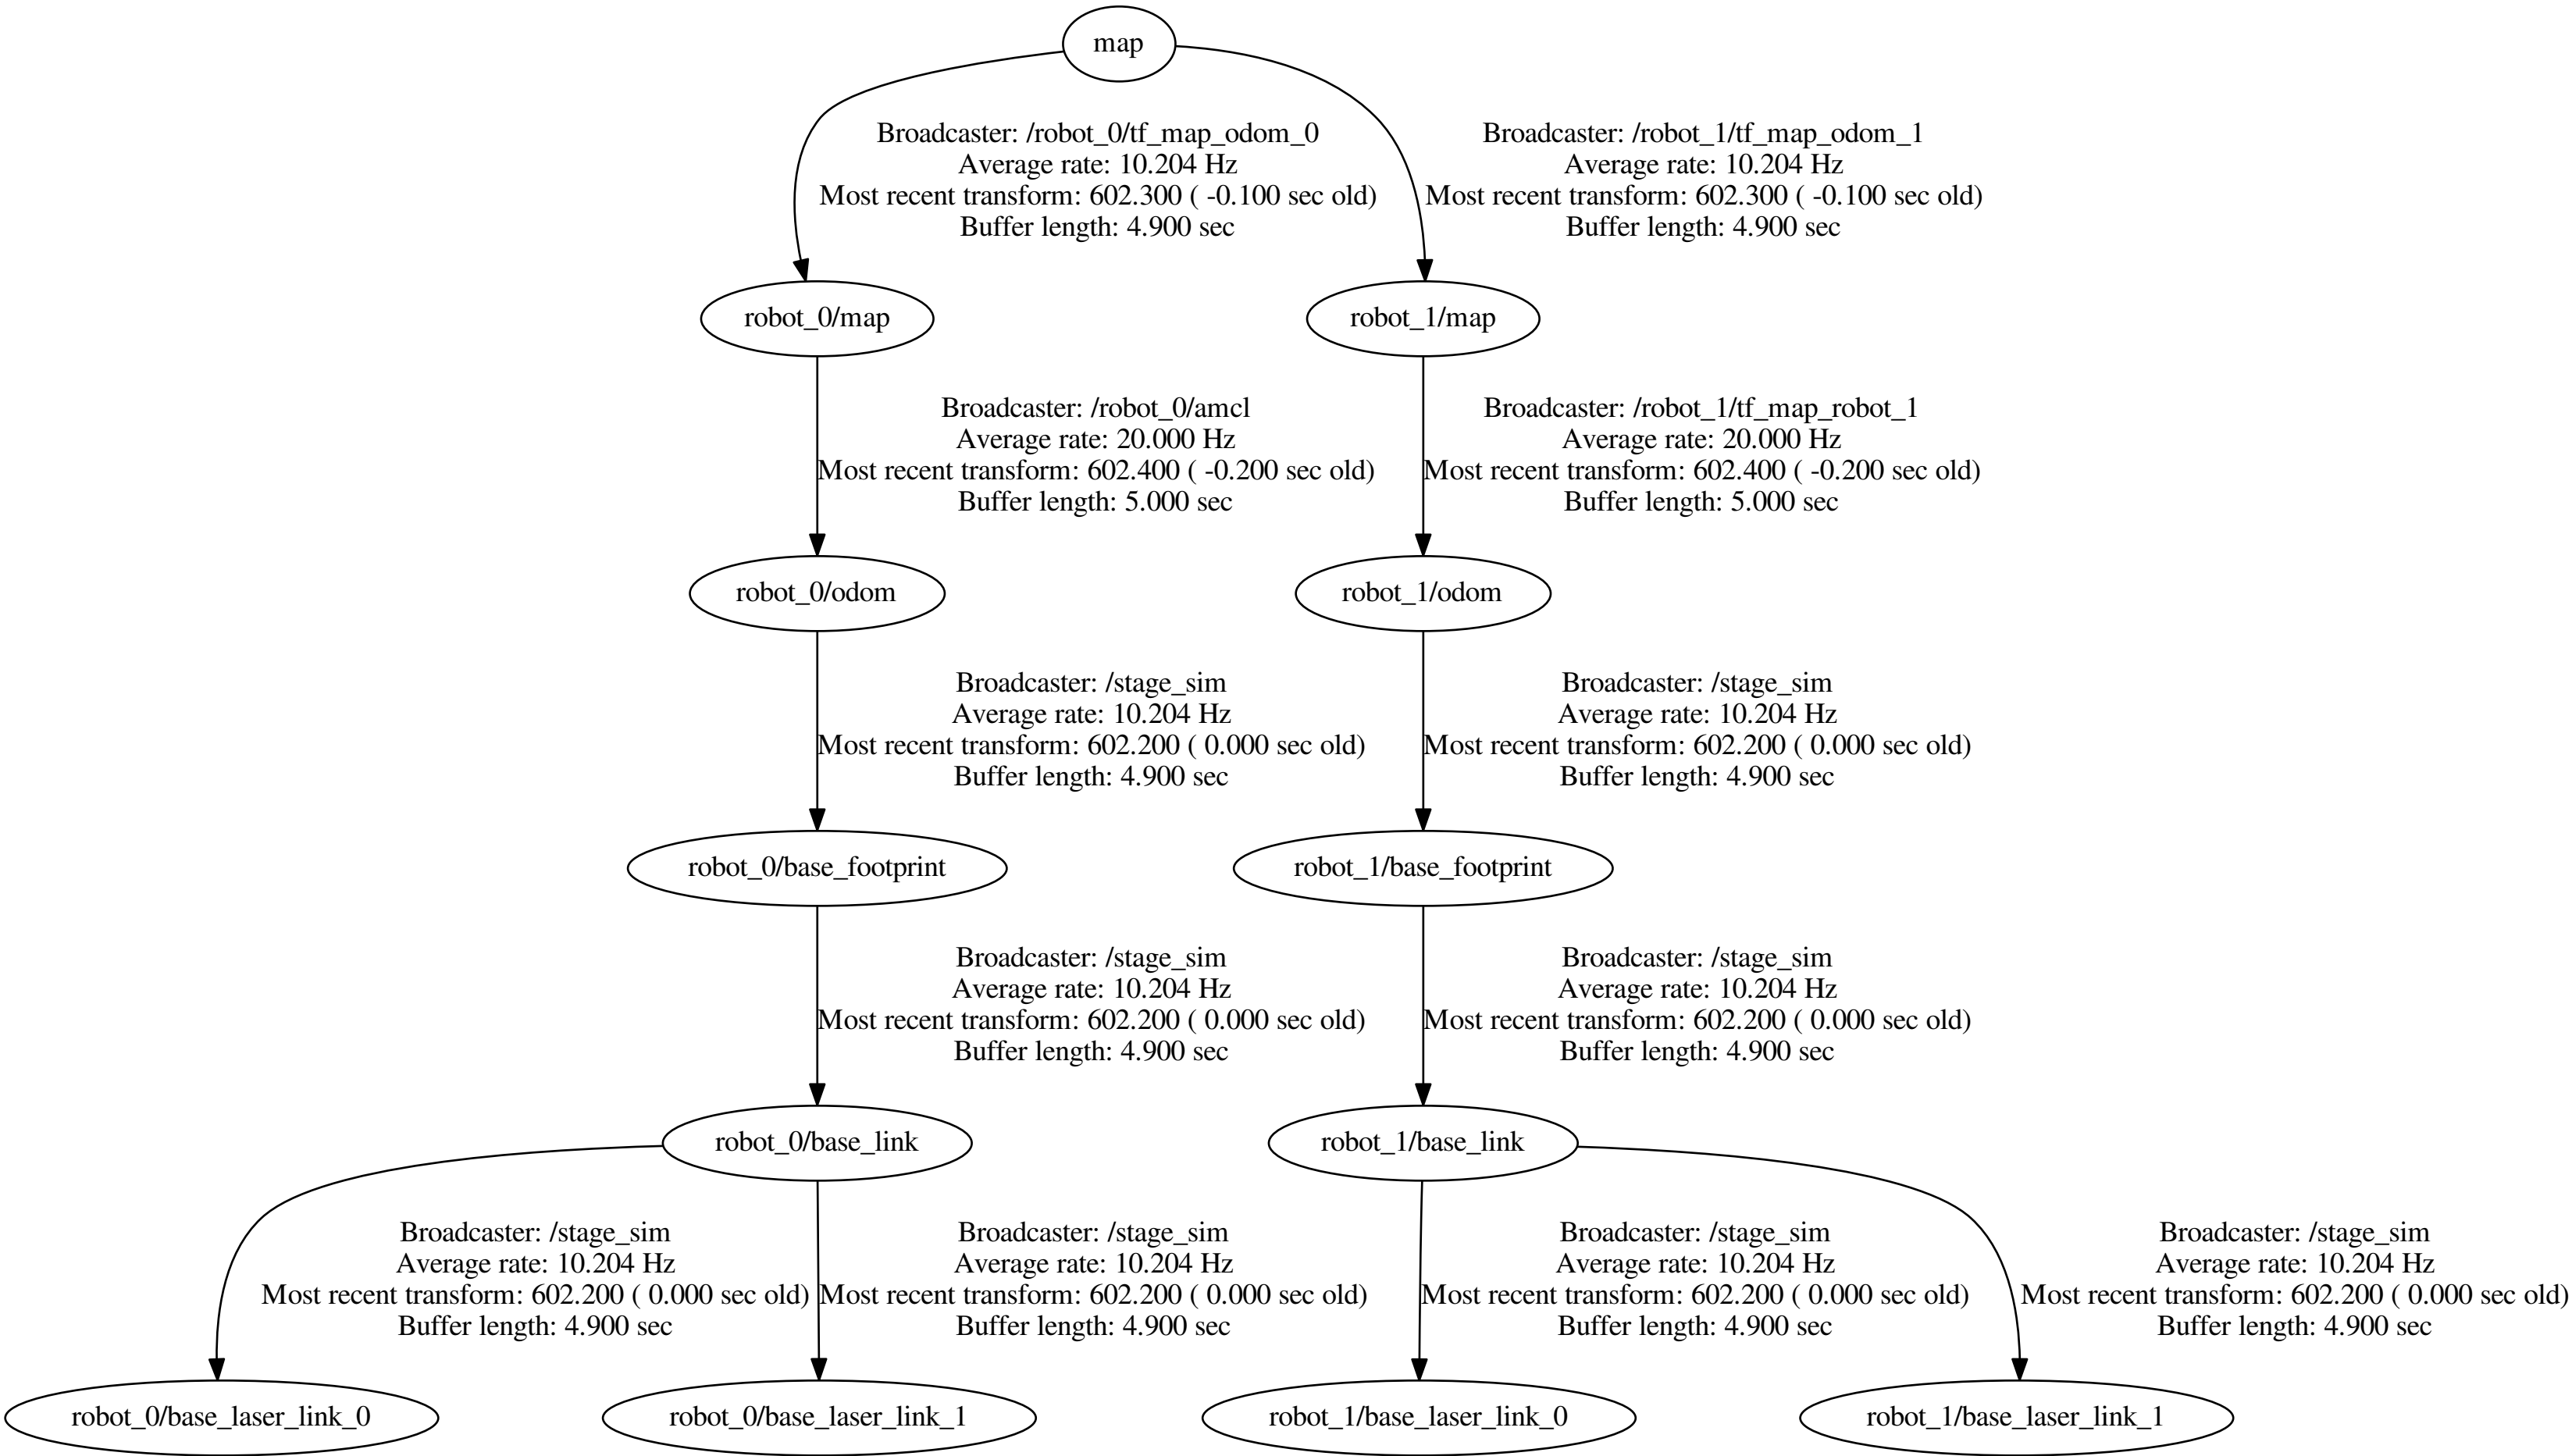 map
Broadcaster: /robot_0/tf_map_odom_0
Average rate: 10.204 Hz
Most recent transform: 602.300 ( -0.100 sec old)
Buffer length: 4.900 sec
Broadcaster: /robot_1/tf_map_odom_1
Average rate: 10.204 Hz
Most recent transform: 602.300 ( -0.100 sec old)
Buffer length: 4.900 sec
robot_0/map
robot_1/map
Broadcaster: /robot_0/amcl
Average rate: 20.000 Hz
Most recent transform: 602.400 ( -0.200 sec old)
Buffer length: 5.000 sec
Broadcaster: /robot_1/tf_map_robot_1
Average rate: 20.000 Hz
Most recent transform: 602.400 ( -0.200 sec old)
Buffer length: 5.000 sec
robot_0/odom
robot_1/odom
Broadcaster: /stage_sim
Average rate: 10.204 Hz
Most recent transform: 602.200 ( 0.000 sec old)
Buffer length: 4.900 sec
Broadcaster: /stage_sim
Average rate: 10.204 Hz
Most recent transform: 602.200 ( 0.000 sec old)
Buffer length: 4.900 sec
robot_0/base_footprint
robot_1/base_footprint
Broadcaster: /stage_sim
Average rate: 10.204 Hz
Most recent transform: 602.200 ( 0.000 sec old)
Buffer length: 4.900 sec
Broadcaster: /stage_sim
Average rate: 10.204 Hz
Most recent transform: 602.200 ( 0.000 sec old)
Buffer length: 4.900 sec
robot_0/base_link
robot_1/base_link
Broadcaster: /stage_sim
Average rate: 10.204 Hz
Most recent transform: 602.200 ( 0.000 sec old)
Buffer length: 4.900 sec
Broadcaster: /stage_sim
Average rate: 10.204 Hz
Most recent transform: 602.200 ( 0.000 sec old)
Buffer length: 4.900 sec
Broadcaster: /stage_sim
Average rate: 10.204 Hz
Most recent transform: 602.200 ( 0.000 sec old)
Buffer length: 4.900 sec
Broadcaster: /stage_sim
Average rate: 10.204 Hz
Most recent transform: 602.200 ( 0.000 sec old)
Buffer length: 4.900 sec
robot_0/base_laser_link_0
robot_0/base_laser_link_1
robot_1/base_laser_link_0
robot_1/base_laser_link_1